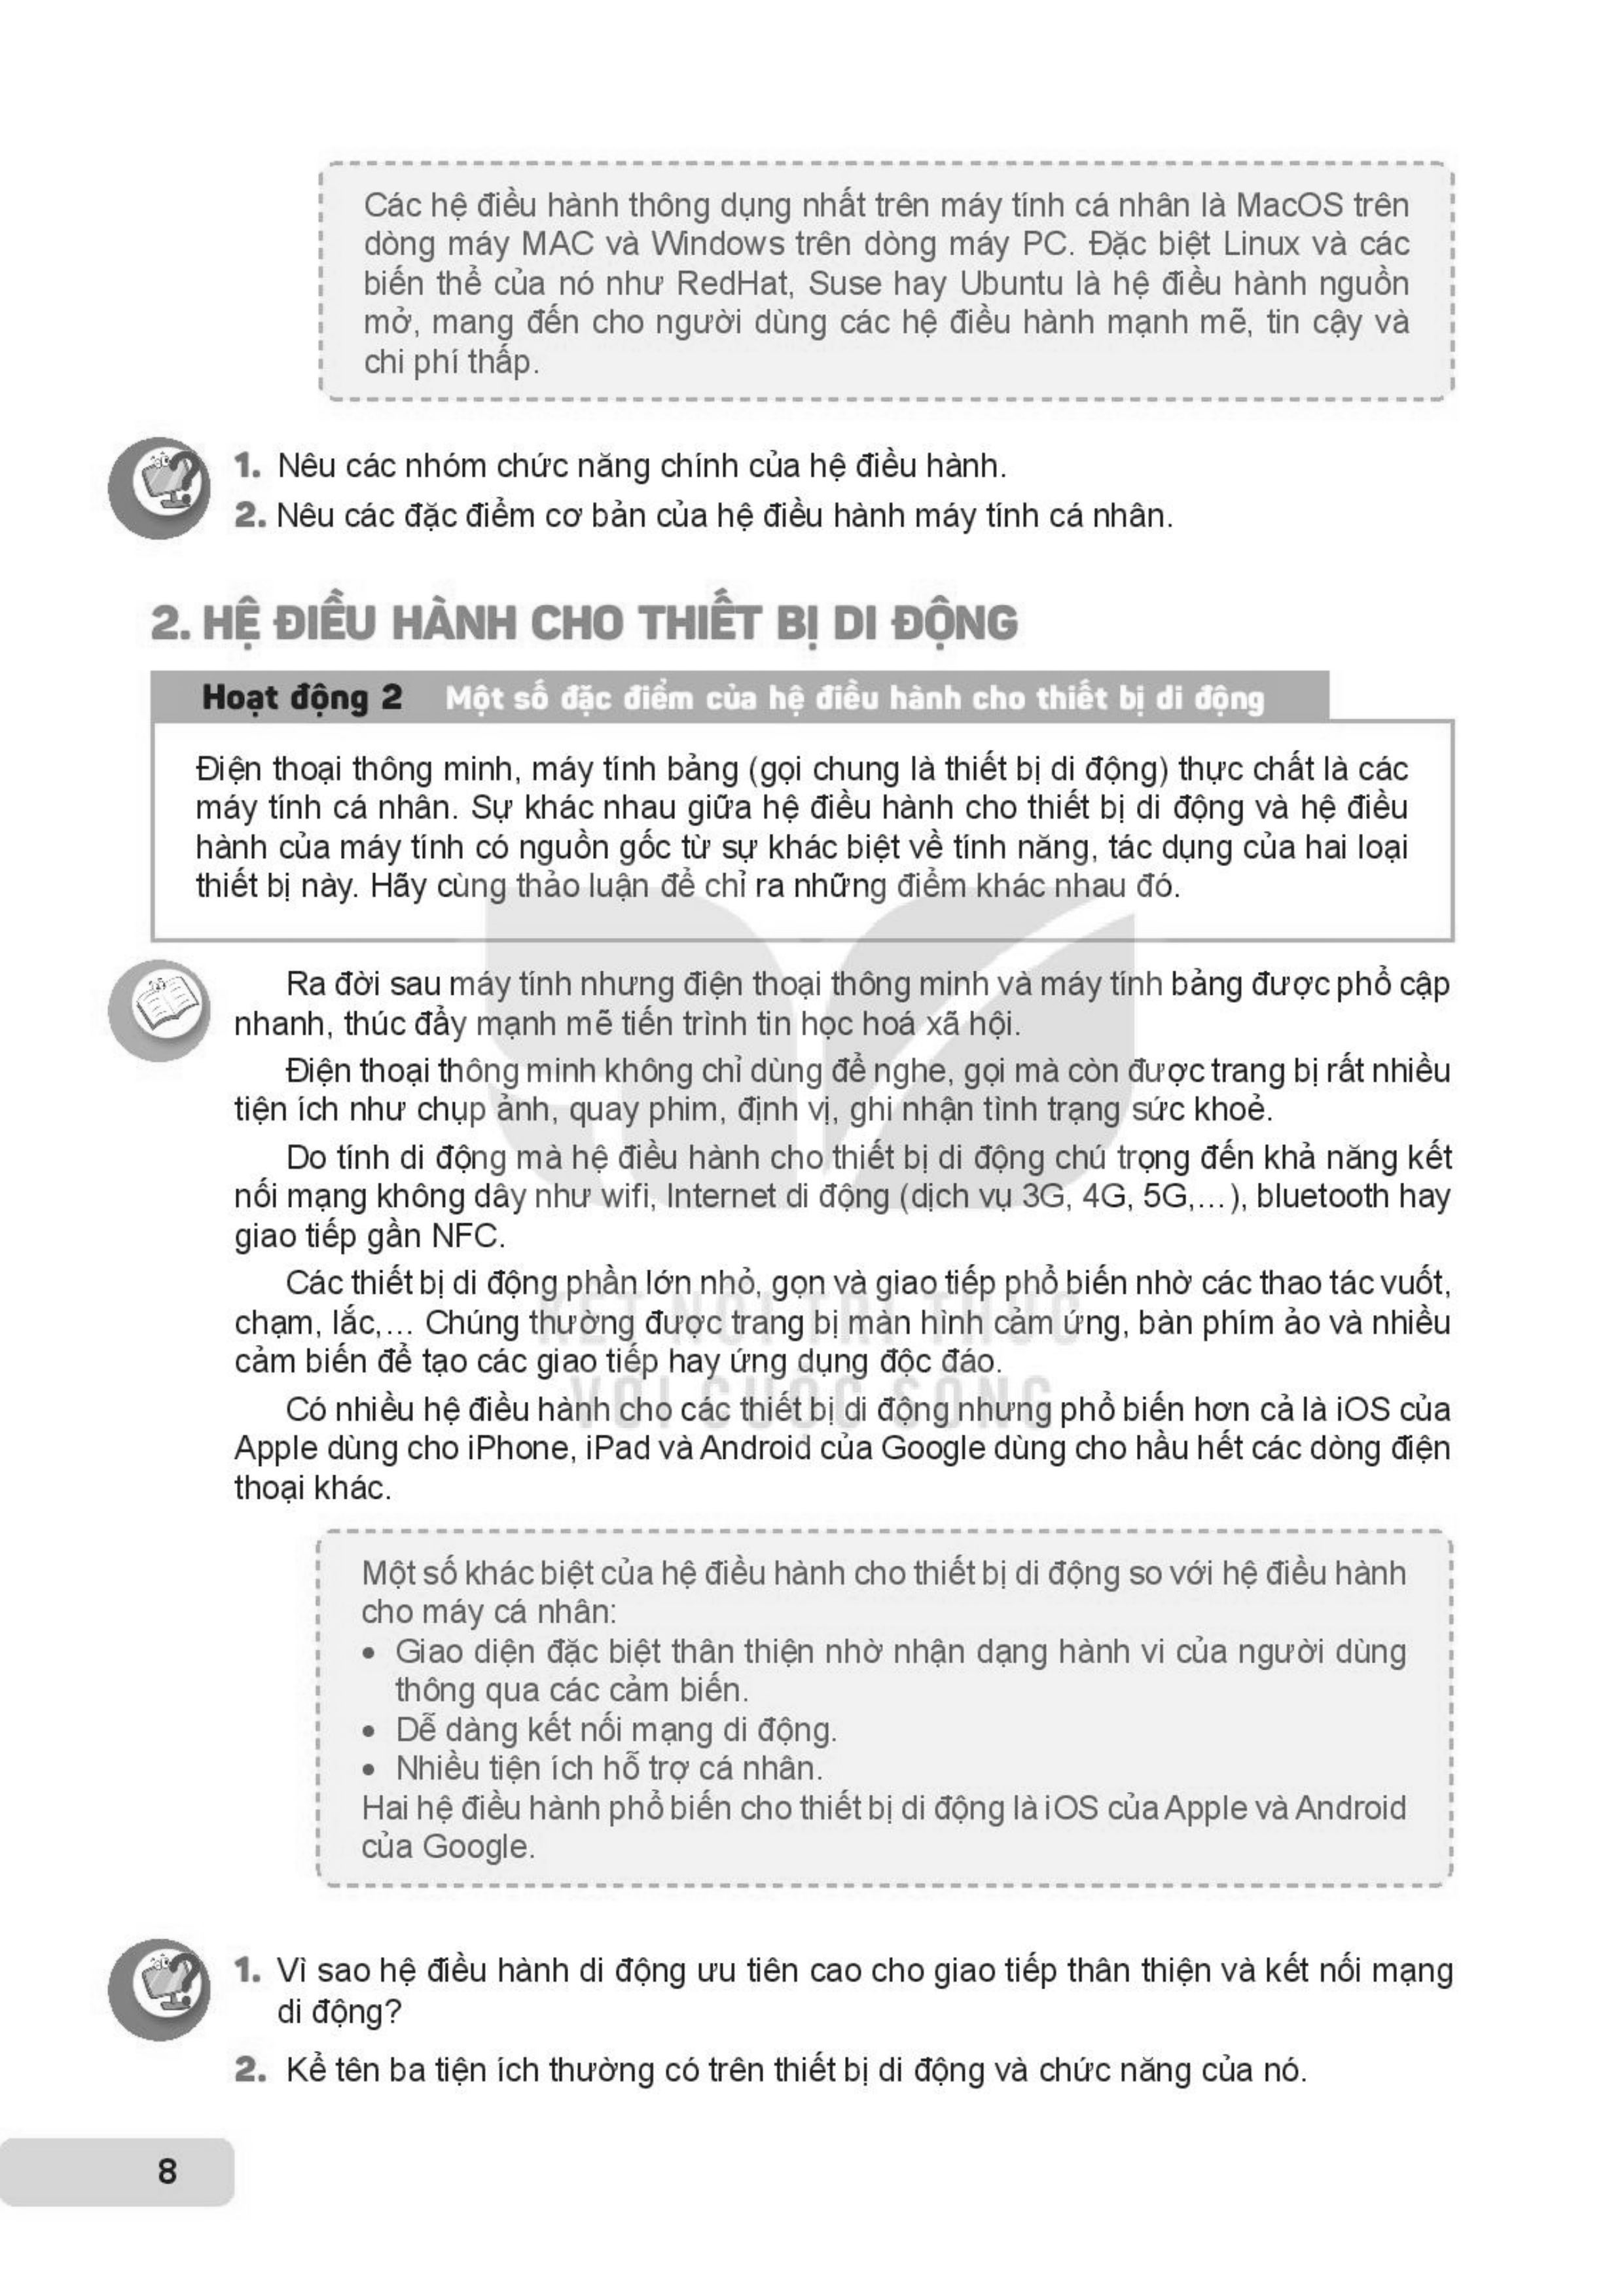 Các hệ điều hành thông dụng nhất trên máy tính cá nhân là MacOS trên
dòng máy MAC và Windows trên dòng máy PC. Đặc biệt Linux và các
biến thể của nó như RedHat, Suse hay Ubuntu là hệ điều hành nguồn
mở, mang đến cho người dùng các hệ điều hành mạnh mẽ, tin cậy và
chi phí thấp.
1. Nêu các nhóm chức năng chính của hệ điều hành.
2. Nêu các đặc điểm cơ bản của hệ điều hành máy tính cá nhân.
2. HỆ ĐIỀU HÀNH CHO THIẾT BỊ DI ĐỘNG
Hoạt động 2 Một số đặc điểm của hệ điều hành cho thiết bị di động
Điện thoại thông minh, máy tính bảng (gọi chung là thiết bị di động) thực chất là các
máy tính cá nhân. Sự khác nhau giữa hệ điều hành cho thiết bị di động và hệ điều
hành của máy tính có nguồn gốc từ sự khác biệt về tính năng, tác dụng của hai loại
thiết bị này. Hãy cùng thảo luận để chỉ ra những điểm khác nhau đó.
Ra đời sau máy tính nhưng điện thoại thông minh và máy tính bảng được phổ cập
nhanh, thúc đẩy mạnh mẽ tiến trình tin học hoá xã hội.
Điện thoại thông minh không chỉ dùng để nghe, gọi mà còn được trang bị rất nhiều
tiện ích như chụp ảnh, quay phim, định vị, ghi nhận tình trạng sức khoẻ.
Do tính di động mà hệ điều hành cho thiết bị di động chú trọng đến khả năng kết
nối mạng không dây như wifi, Internet di động (dịch vụ 3G, 4G, 5G,...), bluetooth hay
giao tiếp gần NFC.
Các thiết bị di động phần lớn nhỏ, gọn và giao tiếp phổ biến nhờ các thao tác vuốt,
chạm, lắc,... Chúng thường được trang bị màn hình cảm ứng, bàn phím ảo và nhiều
cảm biến để tạo các giao tiếp hay ứng dụng độc đáo.
Có nhiều hệ điều hành cho các thiết bị di động nhưng phổ biến hơn cả là iOS của
Apple dùng cho iPhone, iPad và Android của Google dùng cho hầu hết các dòng điện
thoại khác.
KẾT NỐI TRI THỨC
VỚI CUỘC SỐNG
Một số khác biệt của hệ điều hành cho thiết bị di động so với hệ điều hành
cho máy cá nhân:
• Giao diện đặc biệt thân thiện nhờ nhận dạng hành vi của người dùng
thông qua các cảm biến.
• Dễ dàng kết nối mạng di động.
• Nhiều tiện ích hỗ trợ cá nhân.
Hai hệ điều hành phổ biến cho thiết bị di động là iOS của Apple và Android
của Google.
1. Vì sao hệ điều hành di động ưu tiên cao cho giao tiếp thân thiện và kết nối mạng
di động?
2. Kể tên ba tiện ích thường có trên thiết bị di động và chức năng của nó.
8